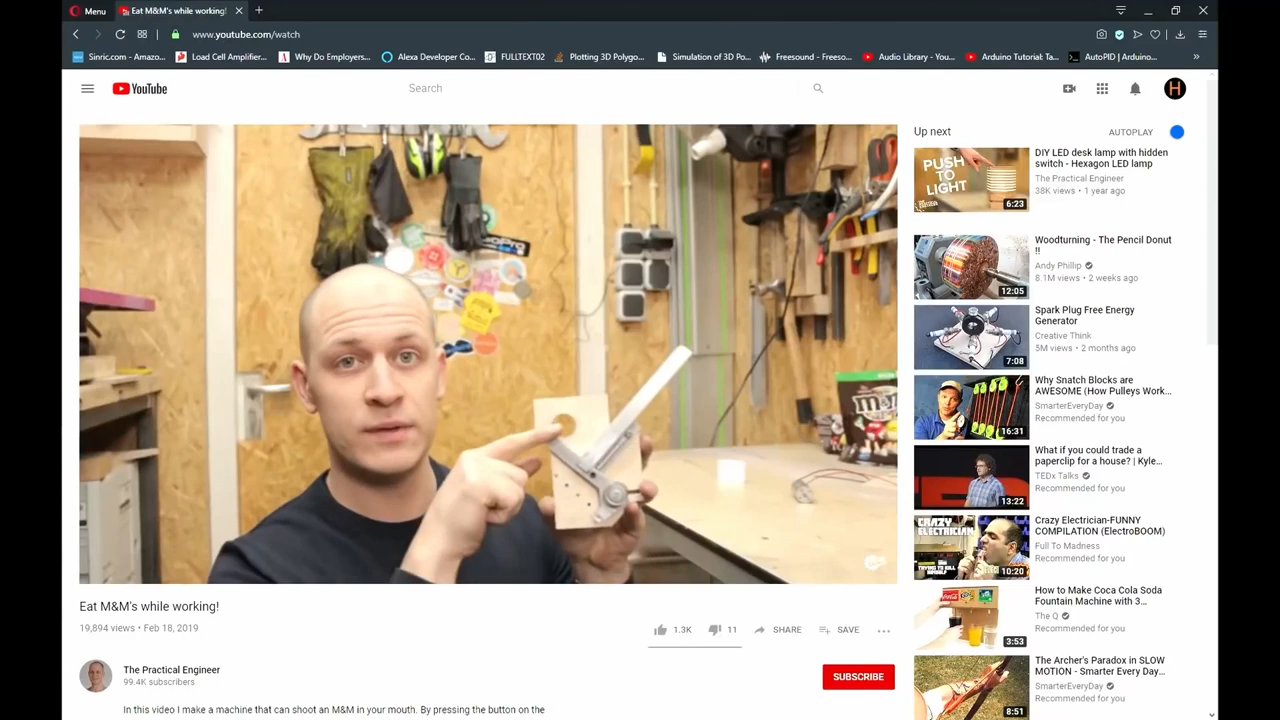 Menu
Eat M&M's while working!
www.youtube.com/watch
Sinric.com - Amazo...
Load Cell Amplifier...
Why Do Employers...
Alexa Developer Co...
FULLTEXT02
Plotting 3D Polygo...
Simulation of 3D Po...
Freesound - Freeso...
Audio Library - You...
Arduino Tutorial: Ta...
AutoPID | Arduino...
YouTube
Search
H
Up next
AUTOPLAY
PUSH TO LIGHT
6:23
DIY LED desk lamp with hidden
switch - Hexagon LED lamp
The Practical Engineer
38K views • 1 year ago
12:05
Woodturning - The Pencil Donut
!!
Andy Phillip
8.1M views • 2 weeks ago
7:08
Spark Plug Free Energy
Generator
Creative Think
5M views • 2 months ago
16:31
Why Snatch Blocks are
AWESOME (How Pulleys Work...
SmarterEveryDay
Recommended for you
13:22
What if you could trade a
paperclip for a house? | Kyle...
TEDx Talks
Recommended for you
CRAZY
ELECTRICIAN
TRYING TO KILL
HIMSELF
10:20
Crazy Electrician-FUNNY
COMPILATION (ElectroBOOM)
Full To Madness
Recommended for you
3:53
How to Make Coca Cola Soda
Fountain Machine with 3...
The Q
Recommended for you
8:51
The Archer's Paradox in SLOW
MOTION - Smarter Every Day...
SmarterEveryDay
Recommended for you
m&m's
Eat M&M's while working!
19,894 views • Feb 18, 2019
1.3K
11
SHARE
SAVE
The Practical Engineer
99.4K subscribers
SUBSCRIBE
In this video I make a machine that can shoot an M&M in your mouth. By pressing the button on the